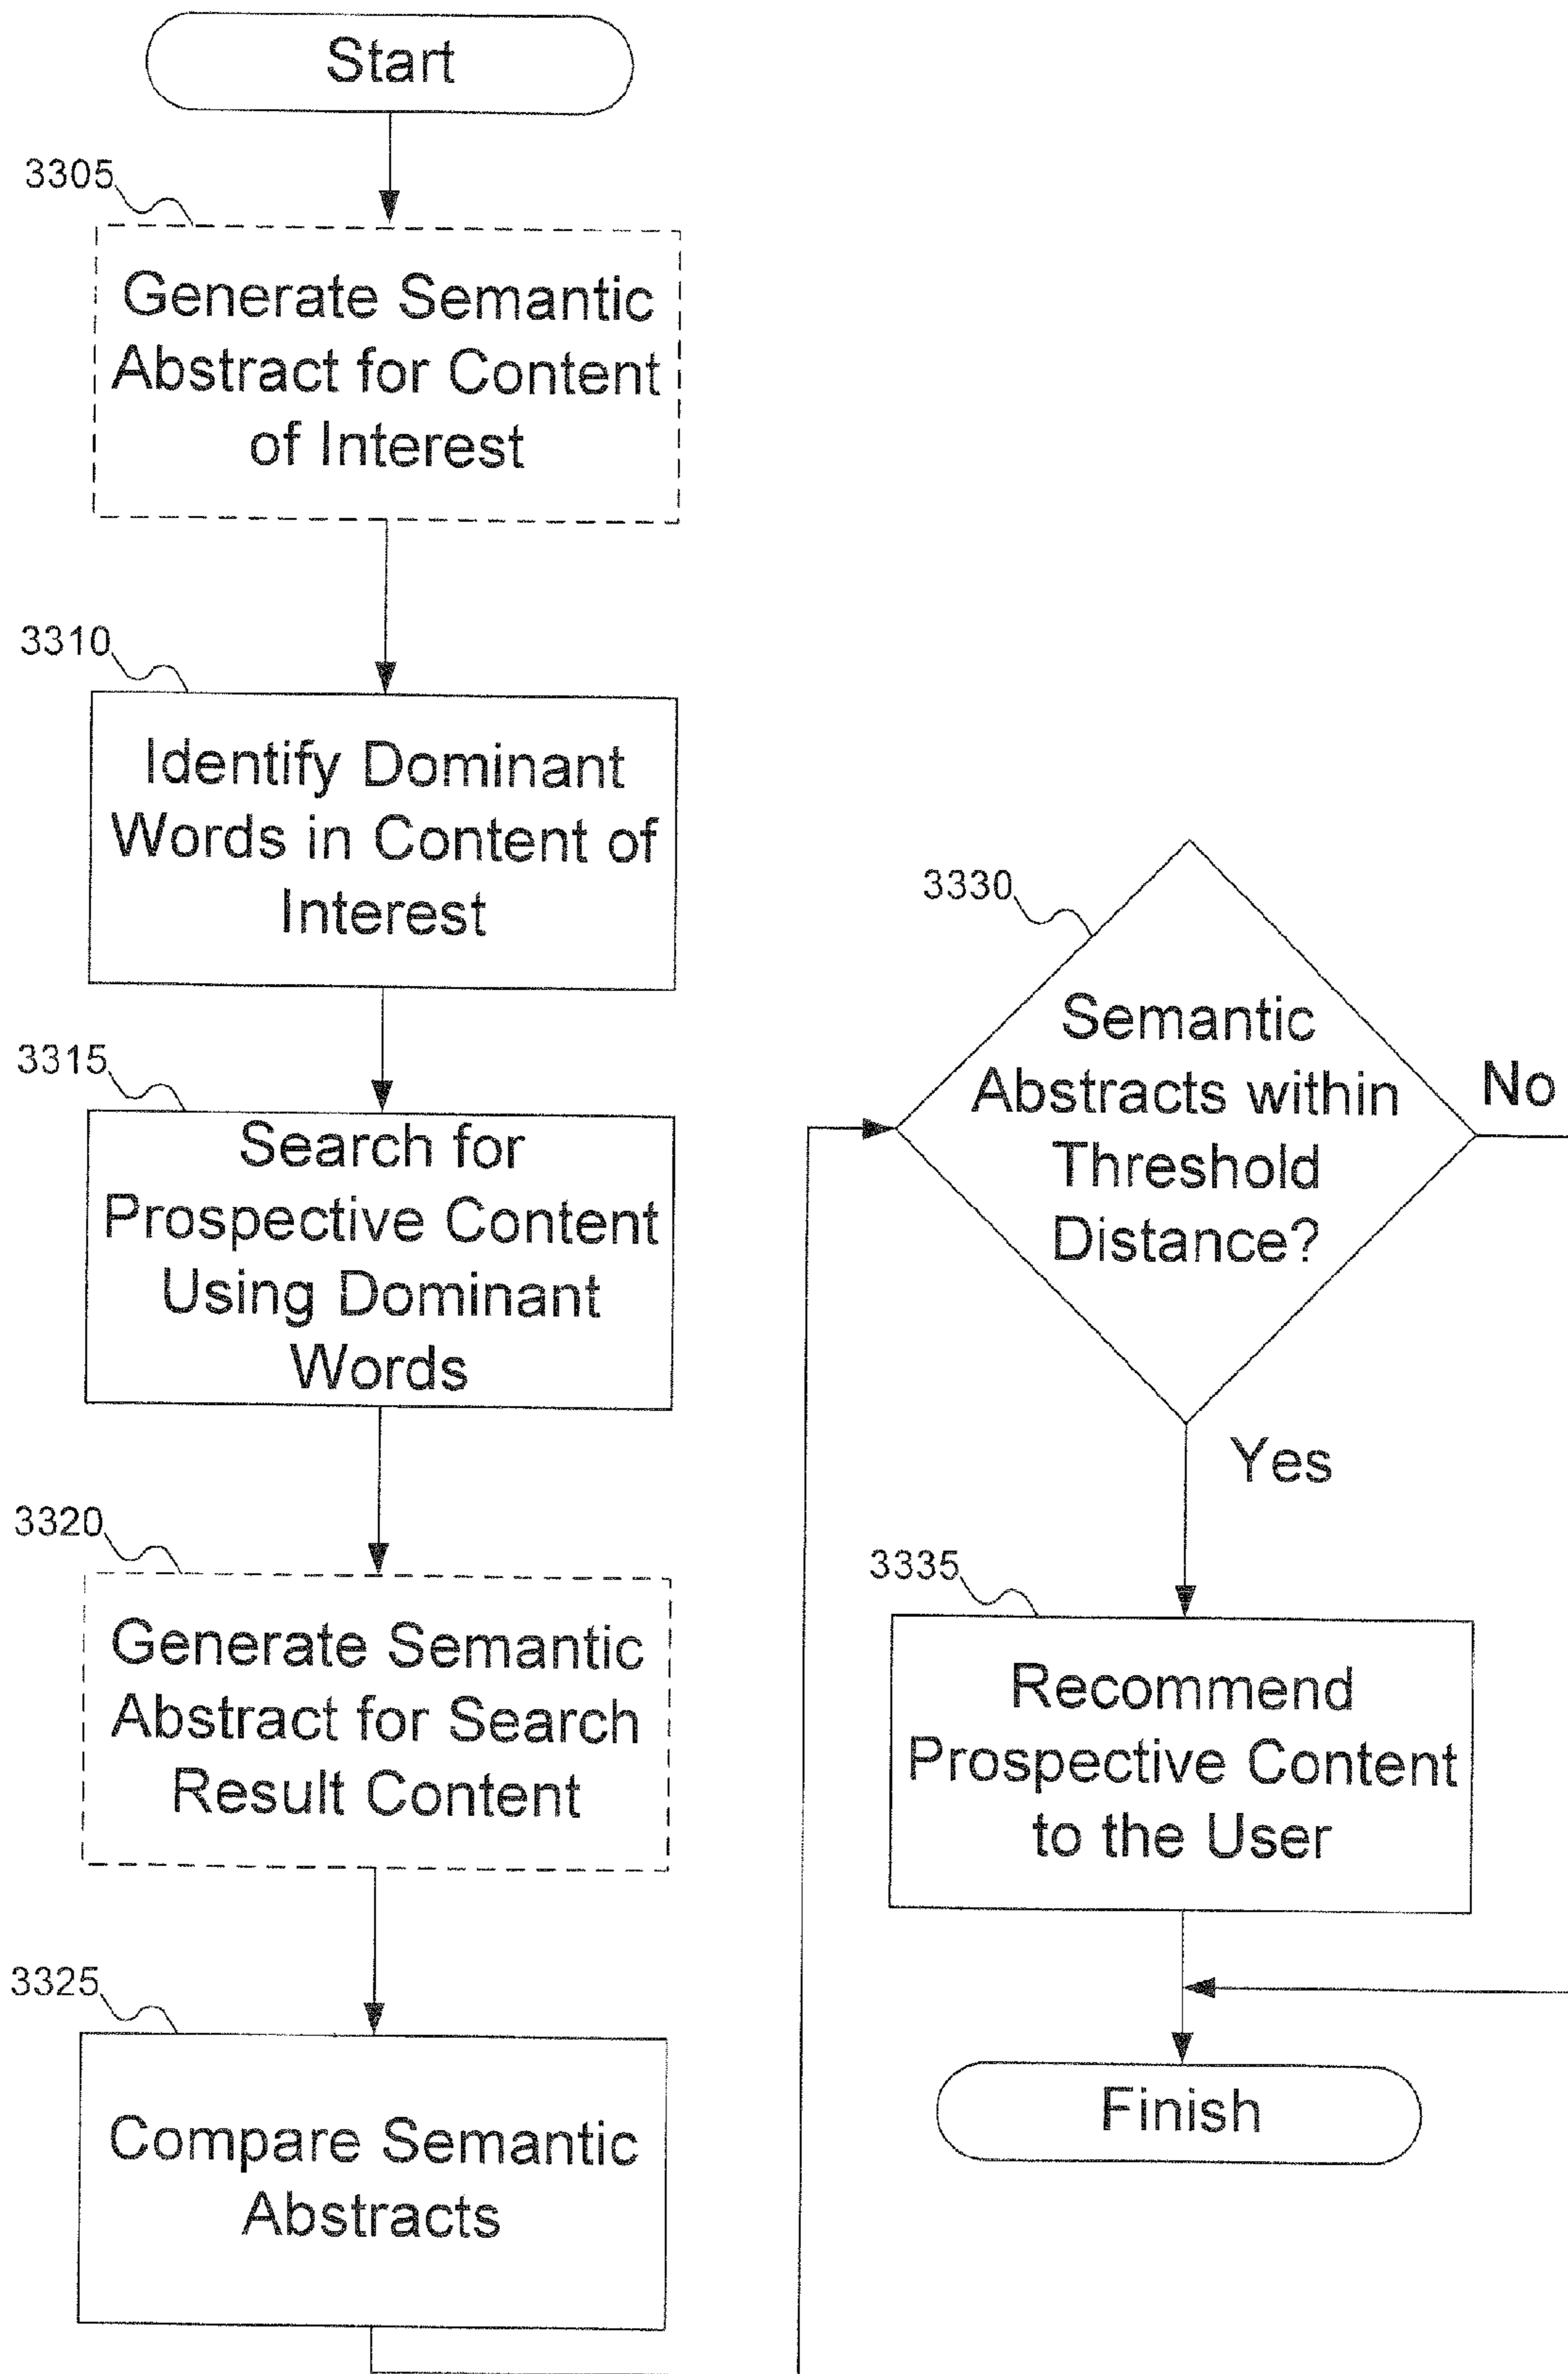 Start
3305
Generate Semantic
Abstract for Content
of Interest
3310
Identify Dominant
Words in Content of
Interest
3315
Search for
Prospective Content
Using Dominant
Words
3320
Generate Semantic
Abstract for Search
Result Content
3325
Compare Semantic
Abstracts
3330
Semantic
Abstracts within
Threshold
Distance?
No
Yes
3335
Recommend
Prospective Content
to the User
Finish